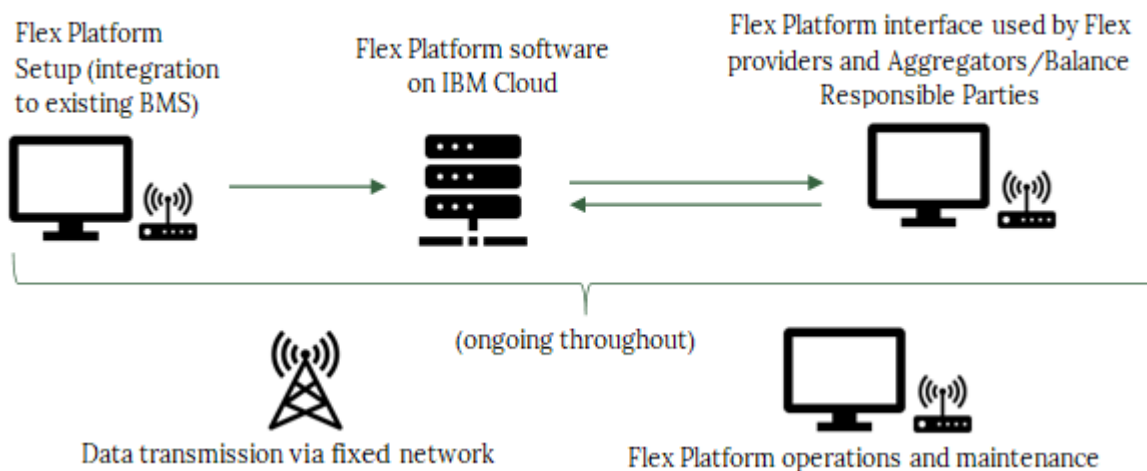 Flex Platform
Setup (integration
to existing BMS)
Flex Platform software
on IBM Cloud
Flex Platform interface used by Flex
providers and Aggregators/Balance
Responsible Parties
(ongoing throughout)
Data transmission via fixed network
Flex Platform operations and maintenance